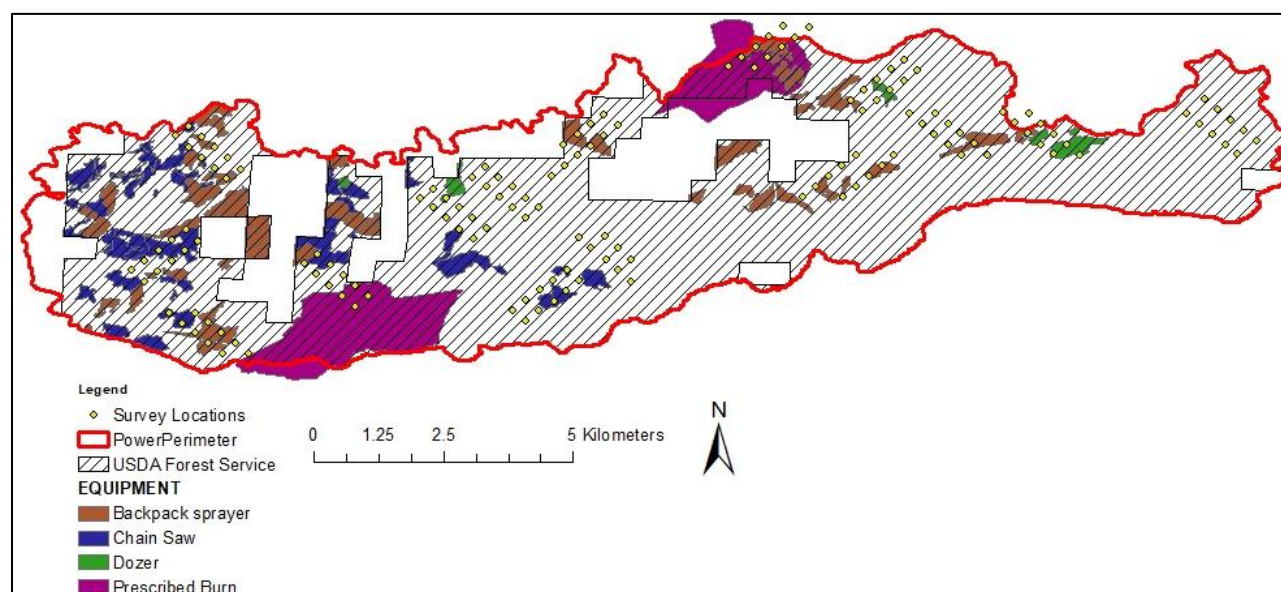 Legend
Survey Locations
PowerPerimeter
USDA Forest Service
EQUIPMENT
Backpack sprayer
Chain Saw
Dozer
Prescribed Burn
0 1.25 2.5 5 Kilometers
N